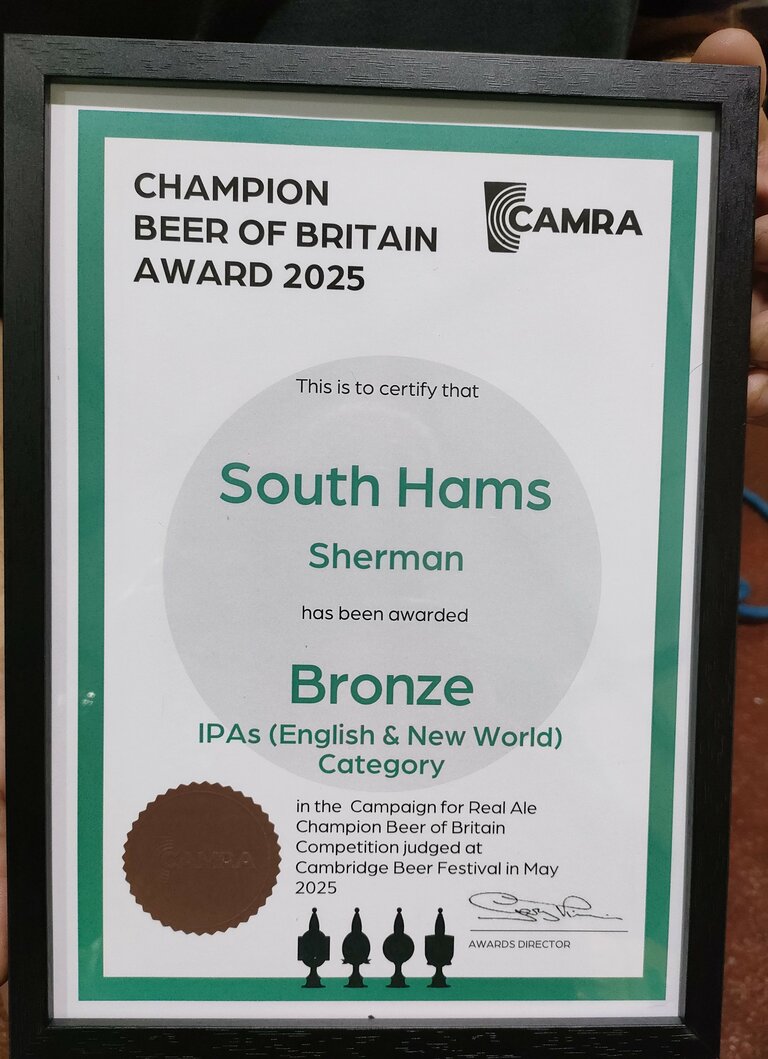 CHAMPION
BEER OF BRITAIN
AWARD 2025
CAMRA
This is to certify that
South Hams
Sherman
has been awarded
Bronze
IPAs (English & New World)
Category
in the Campaign for Real Ale
Champion Beer of Britain
Competition judged at
Cambridge Beer Festival in May
2025
CAMRA
AWARDS DIRECTOR